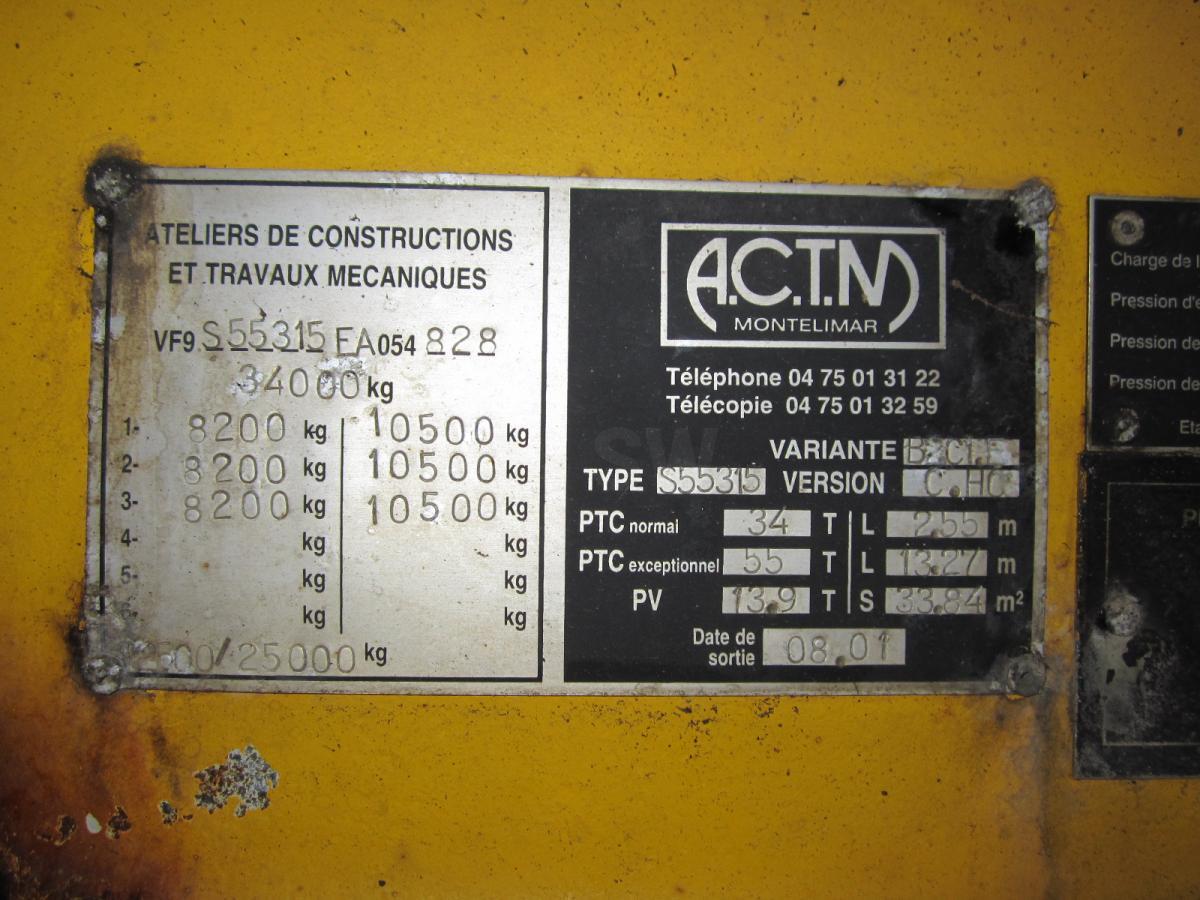 ATELIERS DE CONSTRUCTIONS
ET TRAVAUX MECANIQUES
VF9 S55315 EA054 828
34000 kg
1- 8200 kg 10500 kg
2- 8200 kg 10500 kg
3- 8200 kg 10500 kg
4- kg kg
5- kg kg
kg kg
/25000 kg
A.C.T.M
MONTELIMAR
Téléphone 04 75 01 31 22
Télécopie 04 75 01 32 59
VARIANTE
TYPE S55315 VERSION C.HC
PTC normal 34 T L 2.55 m
PTC exceptionnel 55 T L 13.27 m
PV 13.9 T S 33.84 m²
Date de sortie 08.01
Charge de
Pression
Pression de
Pression de